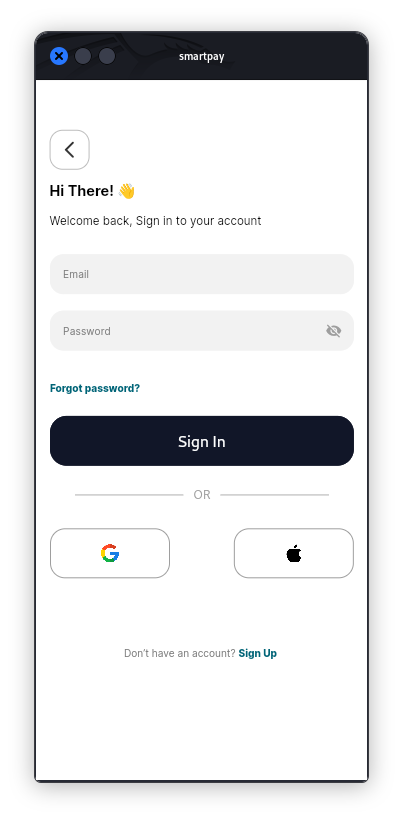 smartpay
Hi There! 👋
Welcome back, Sign in to your account
Email
Password
Forgot password?
Sign In
OR
Don't have an account? Sign Up